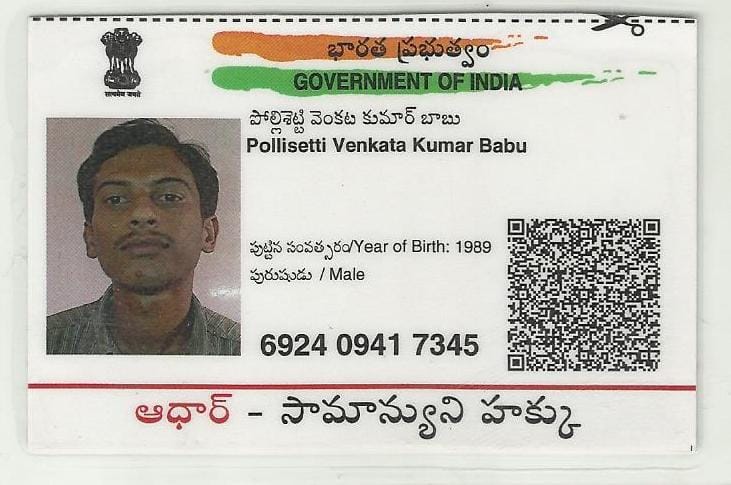 భారత ప్రభుత్వం
GOVERNMENT OF INDIA
सत्यमेव जयते
పోల్లిశెట్టి వెంకట కుమార్ బాబు
Pollisetti Venkata Kumar Babu
పుట్టిన సంవత్సరం/Year of Birth: 1989
పురుషుడు / Male
6924 0941 7345
ఆధార్ - సామాన్యుని హక్కు